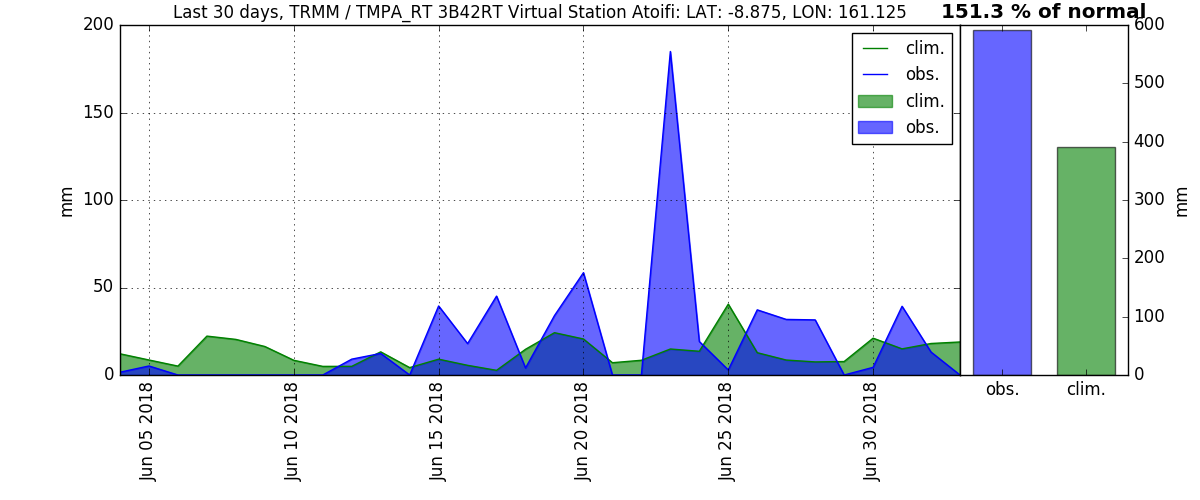 Last 30 days, TRMM / TMPA_RT 3B42RT Virtual Station Atoifi: LAT: -8.875, LON: 161.125
151.3 % of normal
200
150
100
50
0
mm
clim.
obs.
clim.
obs.
600
500
400
300
200
100
0
mm
Jun 05 2018
Jun 10 2018
Jun 15 2018
Jun 20 2018
Jun 25 2018
Jun 30 2018
obs.
clim.